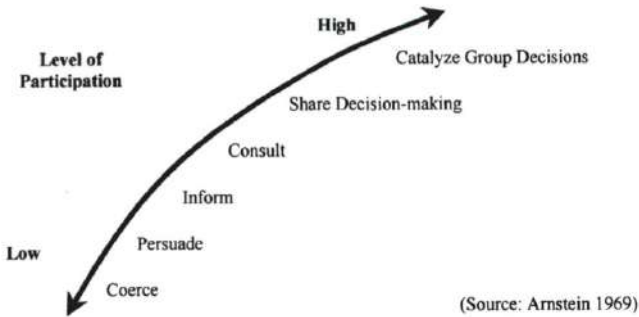 High
Level of
Participation
Catalyze Group Decisions
Share Decision-making
Consult
Inform
Low
Persuade
Coerce
(Source: Arnstein 1969)